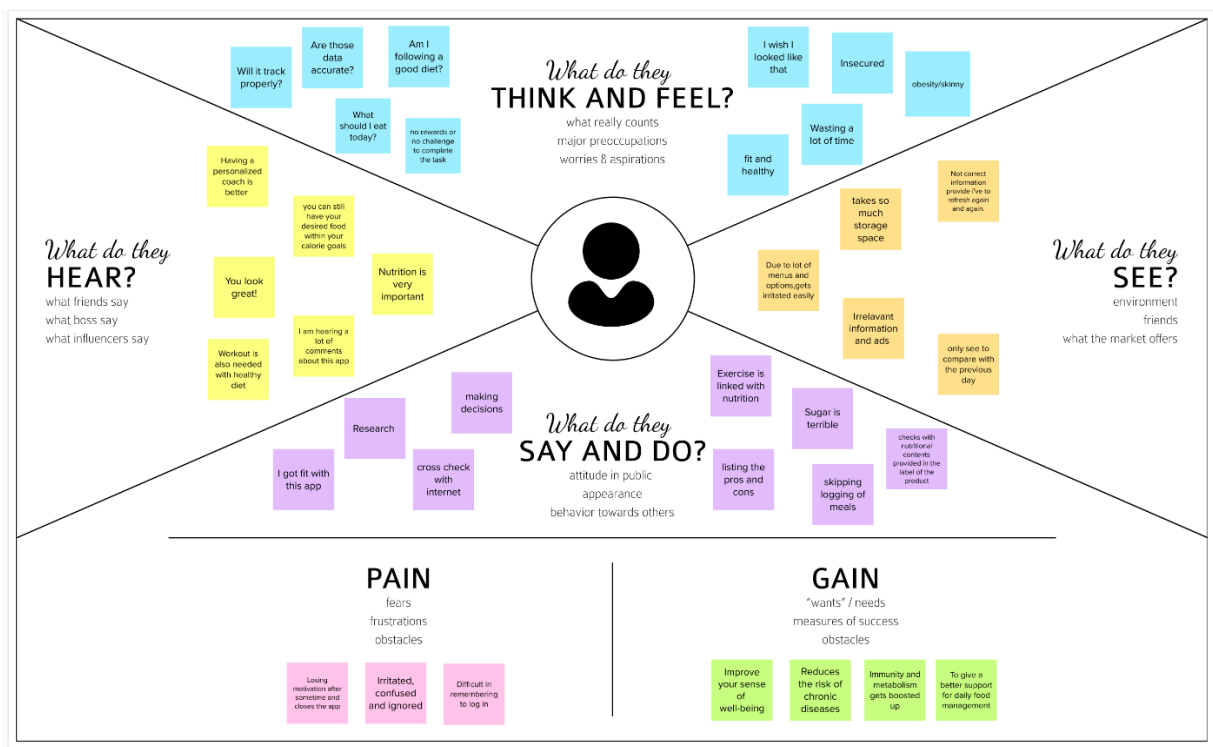 What do they
THINK AND FEEL?
what really counts
major preoccupations
worries & aspirations
Will it track
properly?
Are those
data
accurate?
Am I
following a
good diet?
What
should I eat
today?
no rewards or
no challenge
to complete
the task
I wish I
looked like
that
Insecured
obesity/skinny
Wasting a
lot of time
fit and
healthy
What do they
HEAR?
what friends say
what boss say
what influencers say
Having a
personalized
coach is
better
you can still
have your
desired food
within your
calorie goals
You look
great!
Nutrition is
very
important
I am hearing a
lot of
comments
about this app
Workout is
also needed
with healthy
diet
What do they
SEE?
environment
friends
what the market offers
Not correct
information
provide i've to
refresh again
and again.
takes so
much
storage
space
Due to lot of
menus and
options,gets
irritated easily
Irrelavant
information
and ads
only see to
compare with
the previous
day
What do they
SAY AND DO?
attitude in public
appearance
behavior towards others
making
decisions
Research
I got fit with
this app
cross check
with
internet
Exercise is
linked with
nutrition
Sugar is
terrible
checks with
nutritional
contents
provided in the
label of the
product
listing the
pros and
cons
skipping
logging of
meals
PAIN
fears
frustrations
obstacles
Losing
motivation after
sometime and
closes the app
Irritated,
confused
and ignored
Difficult in
remembering
to log in
GAIN
"wants" / needs
measures of success
obstacles
Improve
your sense
of
well-being
Reduces
the risk of
chronic
diseases
Immunity and
metabolism
gets boosted
up
To give a
better support
for daily food
management